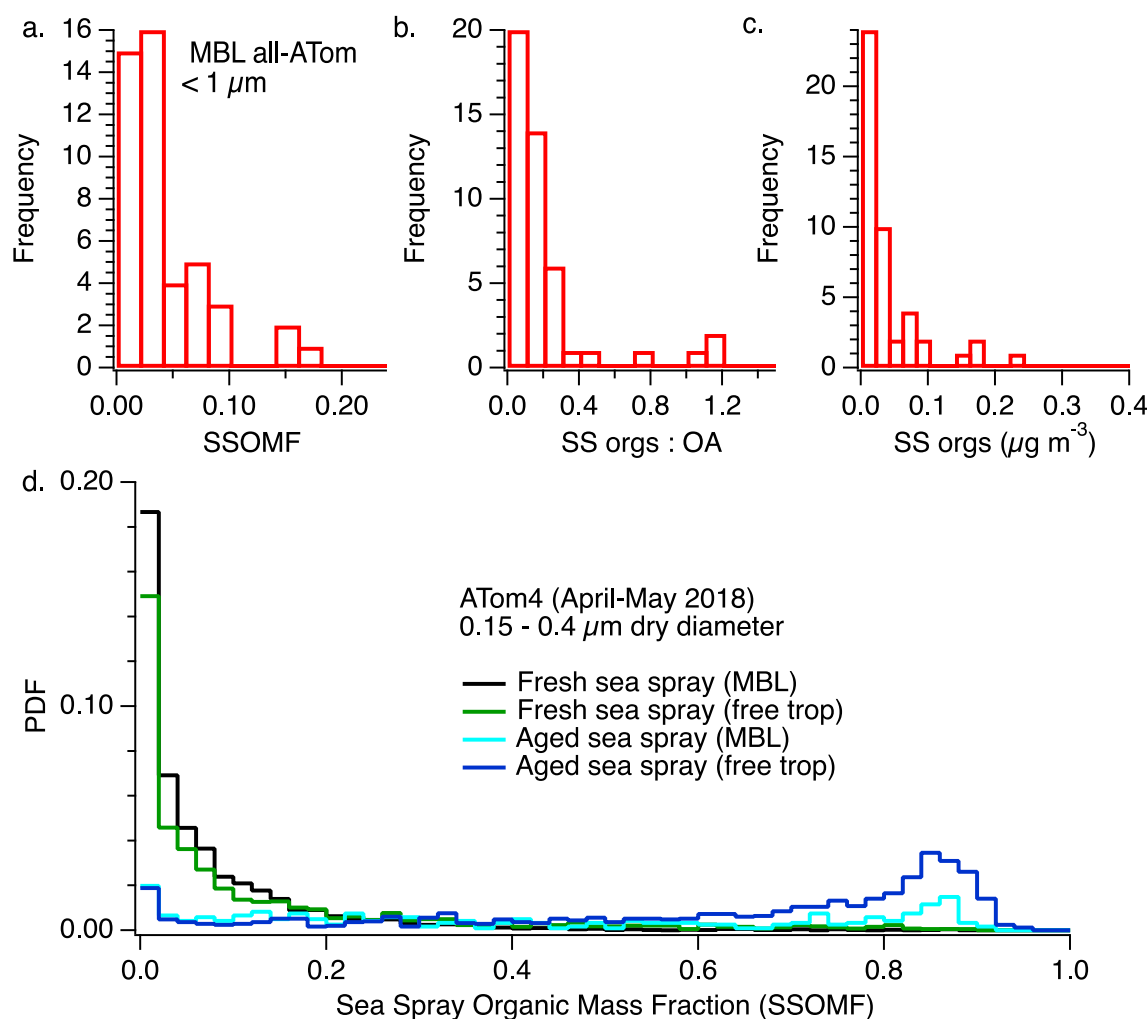 a.
MBL all-ATom
< 1 µm
Frequency
16
14
12
10
8
6
4
2
0
0.00 0.10 0.20
SSOMF
b.
Frequency
20
15
10
5
0
0.0 0.4 0.8 1.2
SS orgs : OA
c.
Frequency
20
15
10
5
0
0.0 0.1 0.2 0.3 0.4
SS orgs (µg m⁻³)
d.
PDF
0.20
0.10
0.00
ATom4 (April-May 2018)
0.15 - 0.4 µm dry diameter
Fresh sea spray (MBL)
Fresh sea spray (free trop)
Aged sea spray (MBL)
Aged sea spray (free trop)
0.0 0.2 0.4 0.6 0.8 1.0
Sea Spray Organic Mass Fraction (SSOMF)